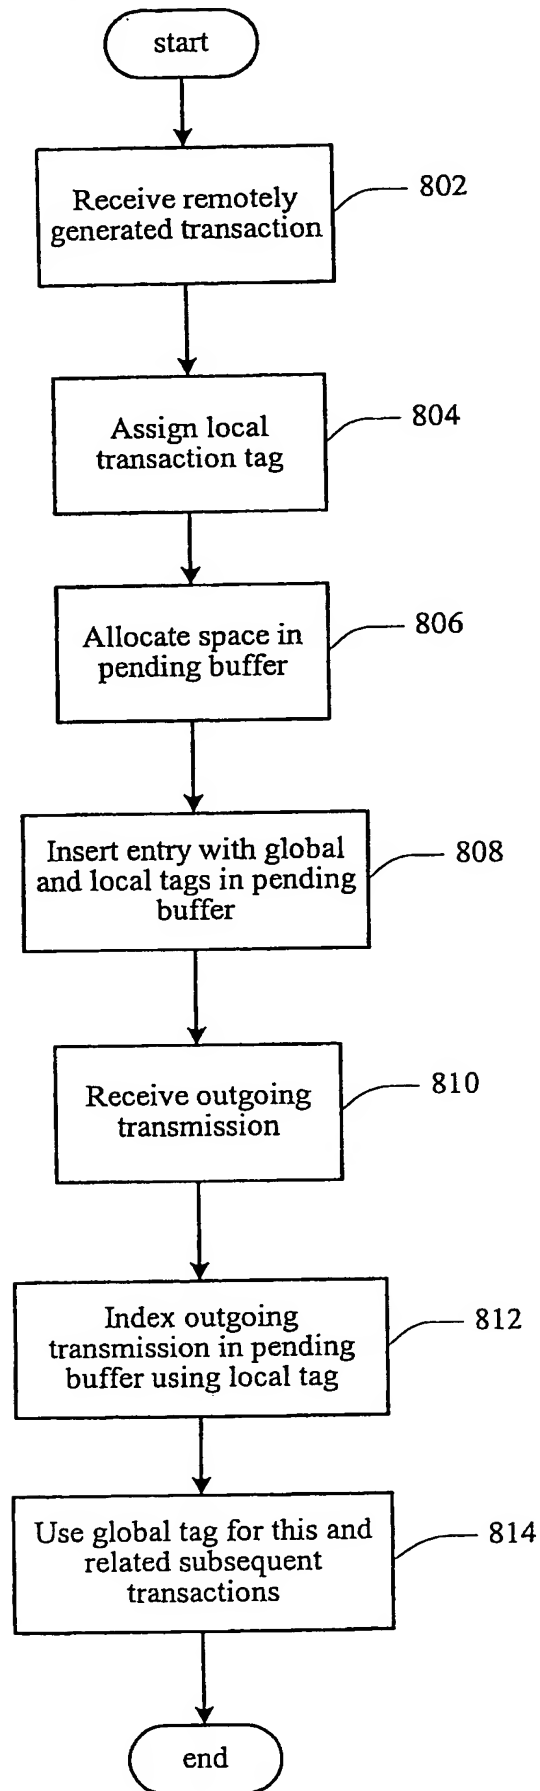 start
Receive remotely
generated transaction
802
Assign local
transaction tag
804
Allocate space in
pending buffer
806
Insert entry with global
and local tags in pending
buffer
808
Receive outgoing
transmission
810
Index outgoing
transmission in pending
buffer using local tag
812
Use global tag for this and
related subsequent
transactions
814
end